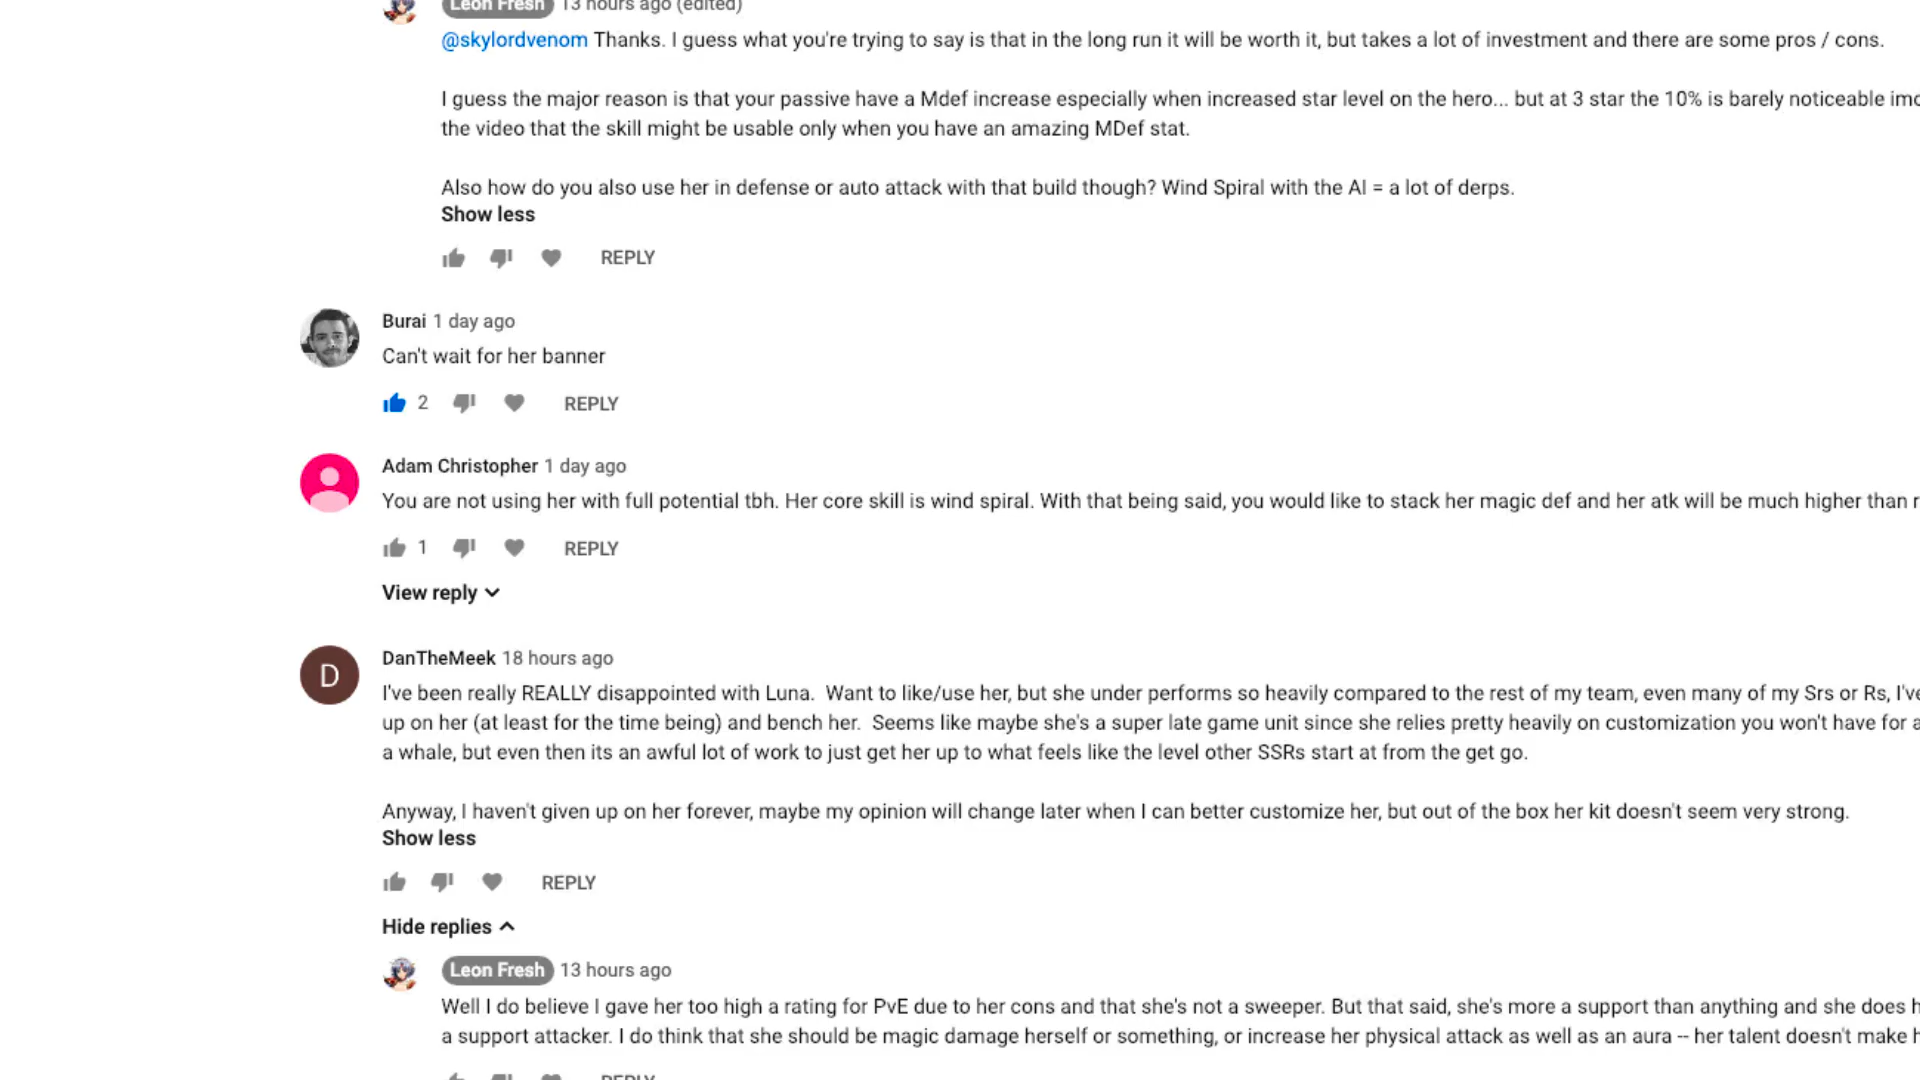 Leon Fresh 13 hours ago (edited)
@skylordvenom Thanks. I guess what you're trying to say is that in the long run it will be worth it, but takes a lot of investment and there are some pros / cons.
I guess the major reason is that your passive have a Mdef increase especially when increased star level on the hero... but at 3 star the 10% is barely noticeable imo
the video that the skill might be usable only when you have an amazing MDef stat.
Also how do you also use her in defense or auto attack with that build though? Wind Spiral with the AI = a lot of derps.
Show less
REPLY
Burai 1 day ago
Can't wait for her banner
2 REPLY
Adam Christopher 1 day ago
You are not using her with full potential tbh. Her core skill is wind spiral. With that being said, you would like to stack her magic def and her atk will be much higher than
1 REPLY
View reply
D
DanTheMeek 18 hours ago
I've been really REALLY disappointed with Luna.  Want to like/use her, but she under performs so heavily compared to the rest of my team, even many of my Srs or Rs, I've
up on her (at least for the time being) and bench her.  Seems like maybe she's a super late game unit since she relies pretty heavily on customization you won't have for a
a whale, but even then its an awful lot of work to just get her up to what feels like the level other SSRs start at from the get go.
Anyway, I haven't given up on her forever, maybe my opinion will change later when I can better customize her, but out of the box her kit doesn't seem very strong.
Show less
REPLY
Hide replies
Leon Fresh 13 hours ago
Well I do believe I gave her too high a rating for PvE due to her cons and that she's not a sweeper. But that said, she's more a support than anything and she does
a support attacker. I do think that she should be magic damage herself or something, or increase her physical attack as well as an aura -- her talent doesn't make
REPLY